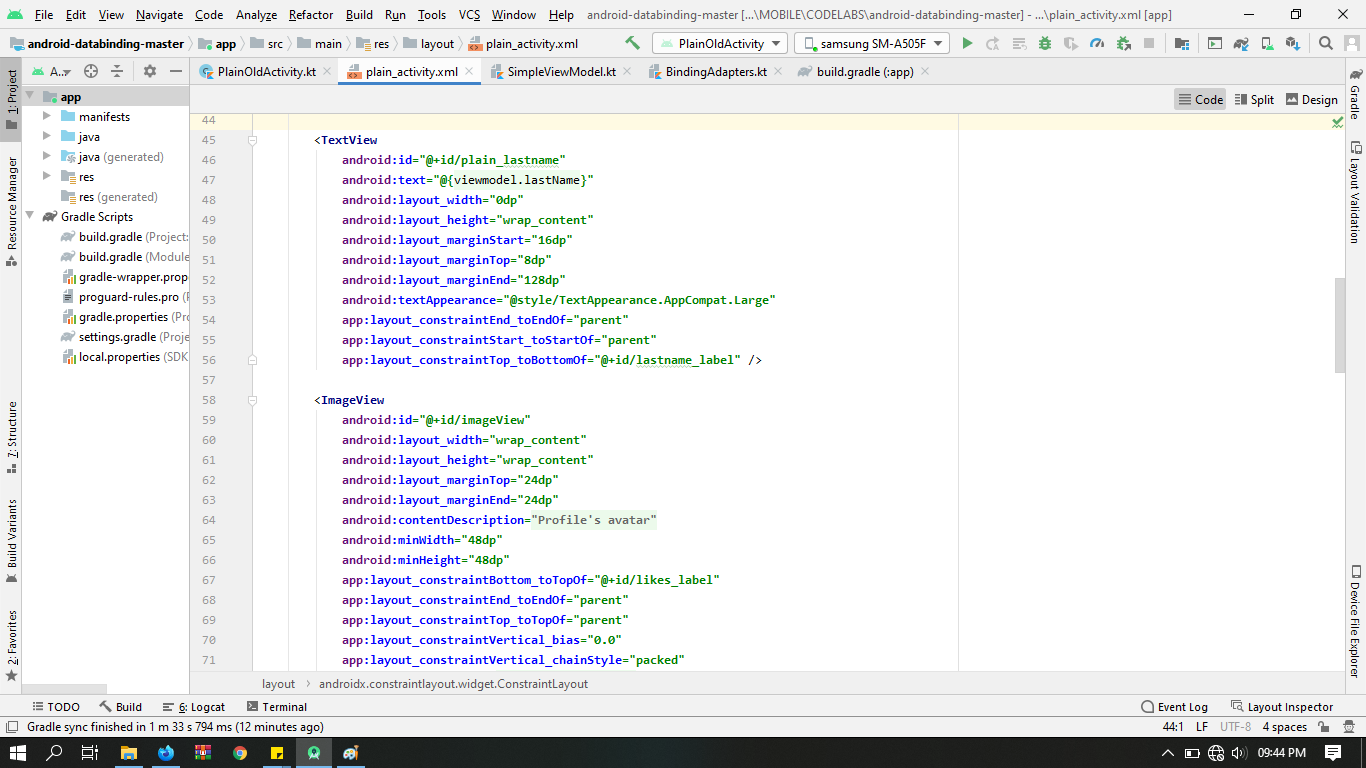 File Edit View Navigate Code Analyze Refactor Build Run Tools VCS Window Help android-databinding-master [...\MOBILE\CODELABS\android-databinding-master] - ...\plain_activity.xml [app]
android-databinding-master app src main res layout plain_activity.xml PlainOldActivity samsung SM-A505F
1: Project
A... PlainOldActivity.kt plain_activity.xml SimpleViewModel.kt BindingAdapters.kt build.gradle (:app)
Code Split Design
app
manifests
java
java (generated)
res
res (generated)
Gradle Scripts
build.gradle (Project:
build.gradle (Module
gradle-wrapper.prop
proguard-rules.pro (
gradle.properties (Pro
settings.gradle (Proje
local.properties (SDK
Resource Manager
7: Structure
Build Variants
2: Favorites
44
45 <TextView
46 android:id="@+id/plain_lastname"
47 android:text="@{viewmodel.lastName}"
48 android:layout_width="0dp"
49 android:layout_height="wrap_content"
50 android:layout_marginStart="16dp"
51 android:layout_marginTop="8dp"
52 android:layout_marginEnd="128dp"
53 android:textAppearance="@style/TextAppearance.AppCompat.Large"
54 app:layout_constraintEnd_toEndOf="parent"
55 app:layout_constraintStart_toStartOf="parent"
56 app:layout_constraintTop_toBottomOf="@+id/lastname_label" />
57
58 <ImageView
59 android:id="@+id/imageView"
60 android:layout_width="wrap_content"
61 android:layout_height="wrap_content"
62 android:layout_marginTop="24dp"
63 android:layout_marginEnd="24dp"
64 android:contentDescription="Profile's avatar"
65 android:minWidth="48dp"
66 android:minHeight="48dp"
67 app:layout_constraintBottom_toTopOf="@+id/likes_label"
68 app:layout_constraintEnd_toEndOf="parent"
69 app:layout_constraintTop_toTopOf="parent"
70 app:layout_constraintVertical_bias="0.0"
71 app:layout_constraintVertical_chainStyle="packed"
Gradle
Layout Validation
Device File Explorer
layout androidx.constraintlayout.widget.ConstraintLayout
TODO Build 6: Logcat Terminal Event Log Layout Inspector
Gradle sync finished in 1 m 33 s 794 ms (12 minutes ago) 44:1 LF UTF-8 4 spaces
09:44 PM